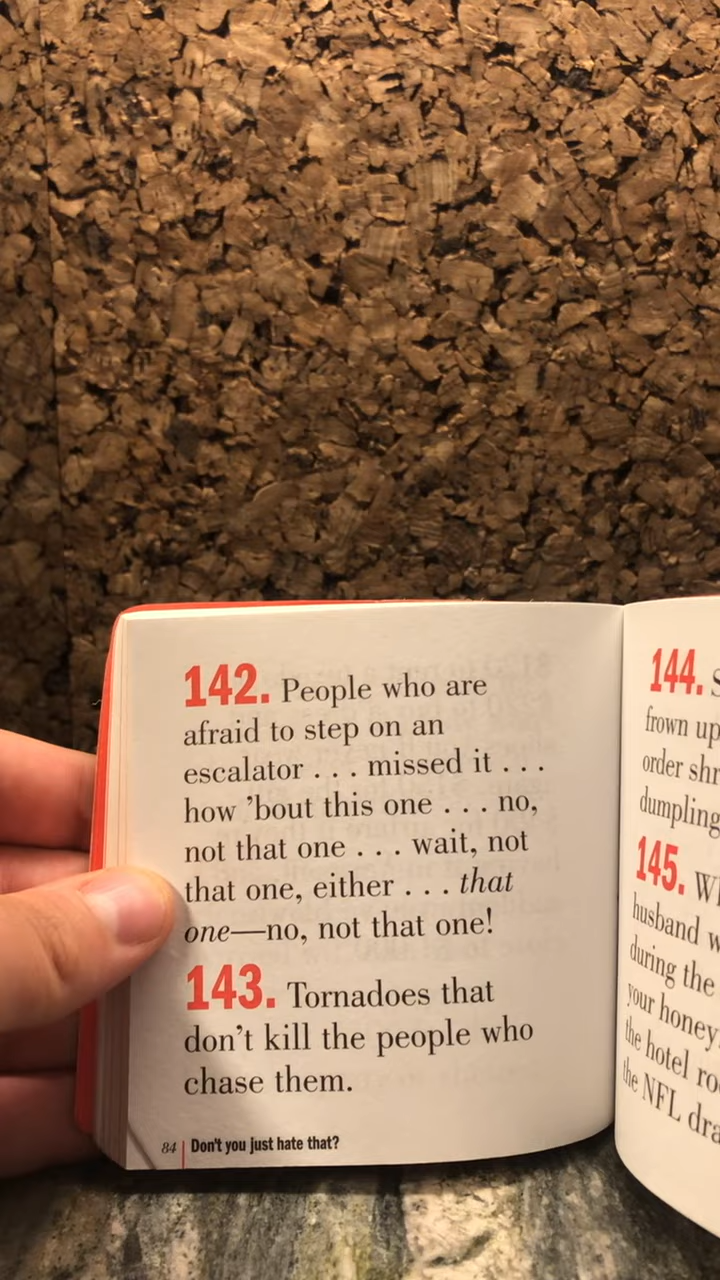 142. People who are
afraid to step on an
escalator . . . missed it . . .
how ’bout this one . . . no,
not that one . . . wait, not
that one, either . . . that
one—no, not that one!
143. Tornadoes that
don’t kill the people who
chase them.
84 Don't you just hate that?
144.
frown up
order shr
dumpling
145.
husband w
during the
your honey
the hotel ro
the NFL dra